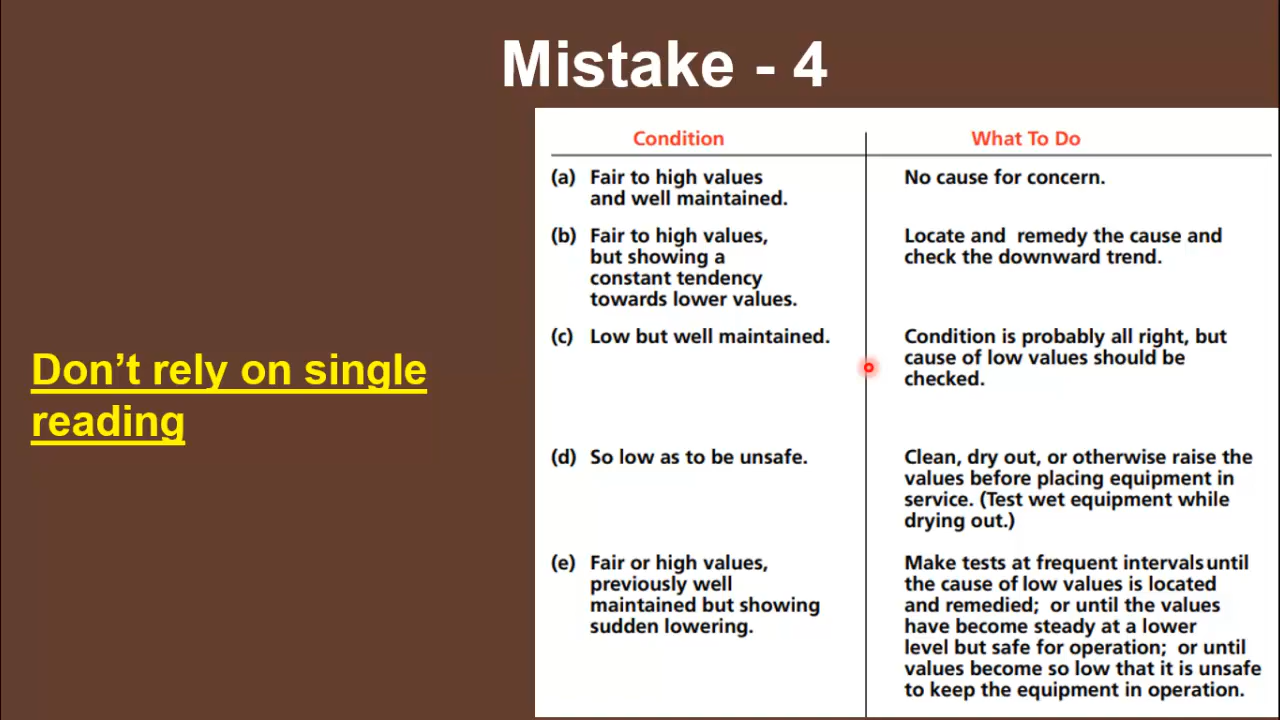 Mistake - 4
Don't rely on single
reading
Condition
What To Do
(a) Fair to high values
and well maintained.
No cause for concern.
(b) Fair to high values,
but showing a
constant tendency
towards lower values.
Locate and remedy the cause and
check the downward trend.
(c) Low but well maintained.
Condition is probably all right, but
cause of low values should be
checked.
(d) So low as to be unsafe.
Clean, dry out, or otherwise raise the
values before placing equipment in
service. (Test wet equipment while
drying out.)
(e) Fair or high values,
previously well
maintained but showing
sudden lowering.
Make tests at frequent intervals until
the cause of low values is located
and remedied; or until the values
have become steady at a lower
level but safe for operation; or until
values become so low that it is unsafe
to keep the equipment in operation.